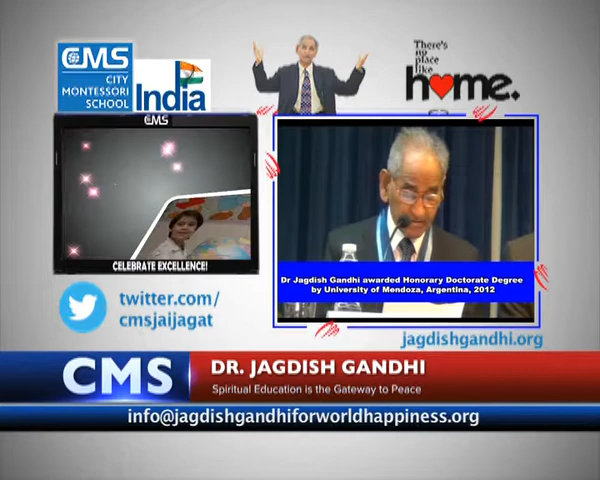 CMS
CITY
MONTESSORI
SCHOOL
India
There's
no
place
like
home.
CMS
CELEBRATE EXCELLENCE!
Dr Jagdish Gandhi awarded Honorary Doctorate Degree
by University of Mendoza, Argentina, 2012
twitter.com/
cmsjaijagat
jagdishgandhi.org
CMS
DR. JAGDISH GANDHI
Spiritual Education is the Gateway to Peace
info@jagdishgandhiforworldhappiness.org